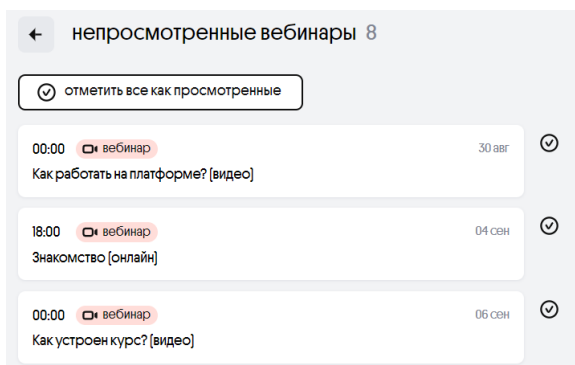 непросмотренные вебинары 8
отметить все как просмотренные
00:00 вебинар 30 авг
Как работать на платформе? (видео)
18:00 вебинар 04 сен
Знакомство (онлайн)
00:00 вебинар 06 сен
Как устроен курс? (видео)